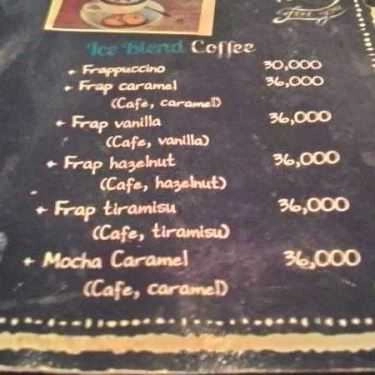 Ice Blend Coffee
+ Frappuccino 30,000
+ Frap caramel 36,000
(Cafe, caramel)
+ Frap vanilla 36,000
(Cafe, vanilla)
+ Frap hazelnut 36,000
(Cafe, hazelnut)
+ Frap tiramisu 36,000
(Cafe, tiramisu)
+ Mocha Caramel 36,000
(Cafe, caramel)